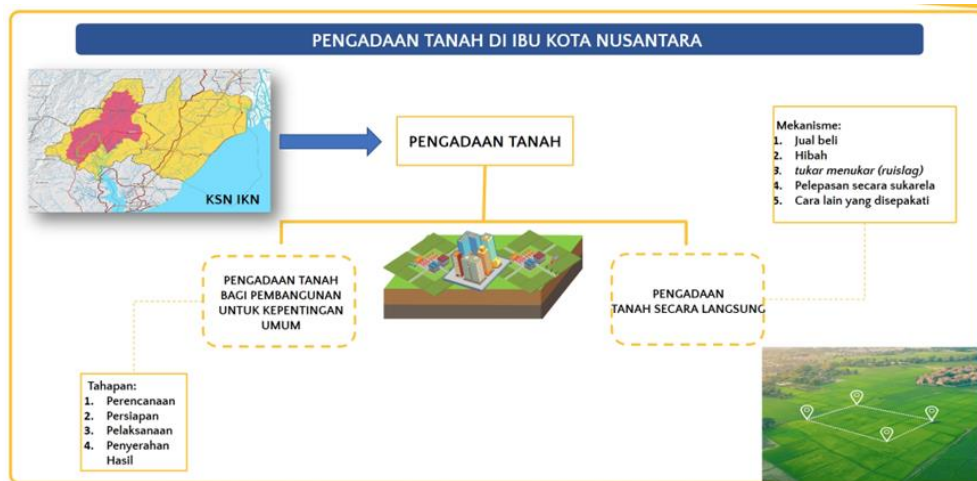 PENGADAAN TANAH DI IBU KOTA NUSANTARA
KSN IKN
PENGADAAN TANAH
Mekanisme:
1. Jual beli
2. Hibah
3. tukar menukar (ruislag)
4. Pelepasan secara sukarela
5. Cara lain yang disepakati
PENGADAAN TANAH
BAGI PEMBANGUNAN
UNTUK KEPENTINGAN
UMUM
PENGADAAN
TANAH SECARA LANGSUNG
Tahapan:
1. Perencanaan
2. Persiapan
3. Pelaksanaan
4. Penyerahan
Hasil